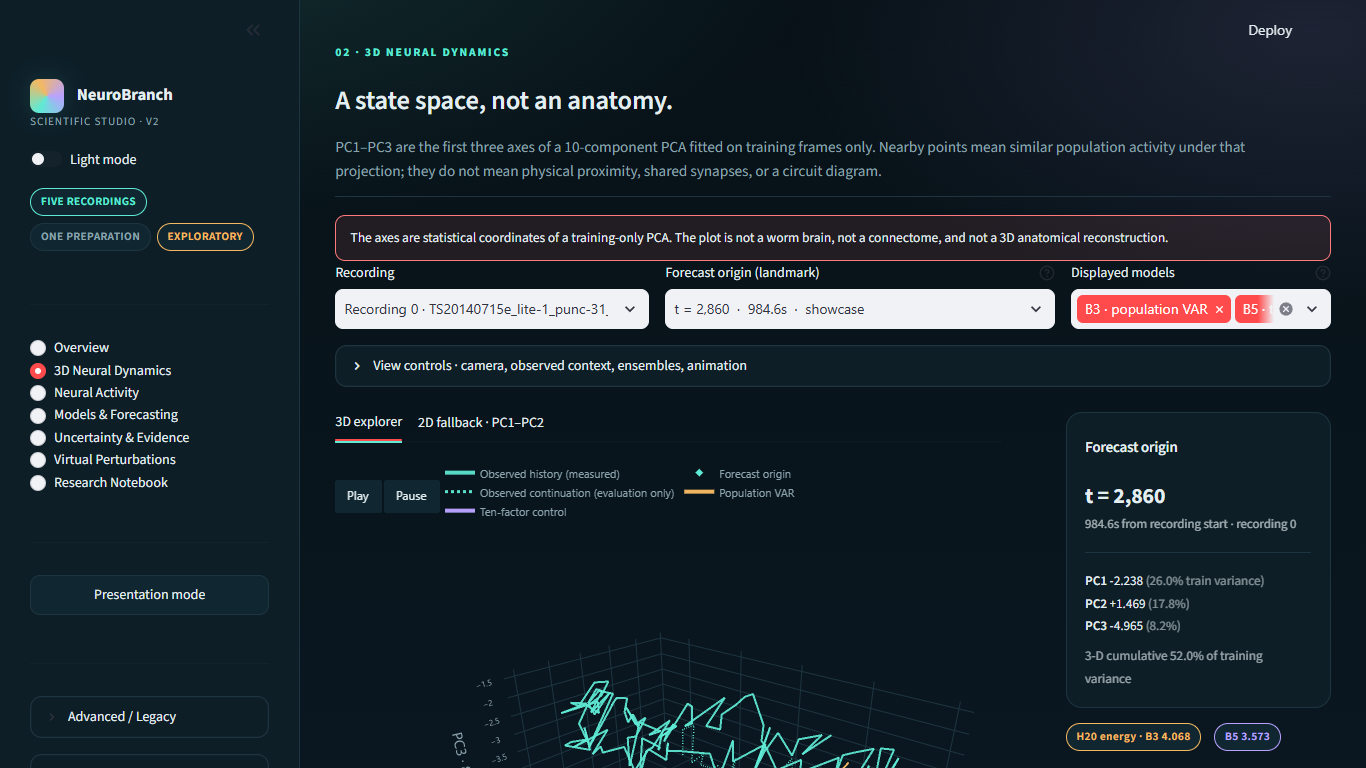 Deploy
NeuroBranch
SCIENTIFIC STUDIO · V2
Light mode
FIVE RECORDINGS
ONE PREPARATION
EXPLORATORY
Overview
3D Neural Dynamics
Neural Activity
Models & Forecasting
Uncertainty & Evidence
Virtual Perturbations
Research Notebook
Presentation mode
Advanced / Legacy
02 · 3D NEURAL DYNAMICS
A state space, not an anatomy.
PC1–PC3 are the first three axes of a 10-component PCA fitted on training frames only. Nearby points mean similar population activity under that
projection; they do not mean physical proximity, shared synapses, or a circuit diagram.
The axes are statistical coordinates of a training-only PCA. The plot is not a worm brain, not a connectome, and not a 3D anatomical reconstruction.
Recording
Recording 0 · TS20140715e_lite-1_punc-31_
Forecast origin (landmark)
t = 2,860 · 984.6s · showcase
Displayed models
B3 · population VAR ×
B5 ·
View controls · camera, observed context, ensembles, animation
3D explorer
2D fallback · PC1–PC2
Play
Pause
Observed history (measured)
Forecast origin
Observed continuation (evaluation only)
Population VAR
Ten-factor control
−1.5
−2
−2.5
−3
−3.5
PC3 ·
Forecast origin
t = 2,860
984.6s from recording start · recording 0
PC1 -2.238 (26.0% train variance)
PC2 +1.469 (17.8%)
PC3 -4.965 (8.2%)
3-D cumulative 52.0% of training
variance
H20 energy · B3 4.068
B5 3.573